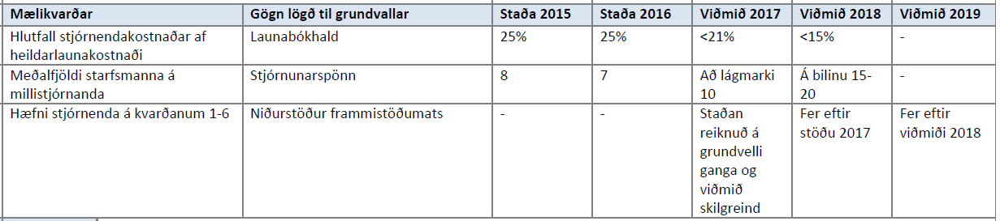 Mælikvarðar Gögn lögð til grundvallar Staða 2015 Staða 2016 Viðmið 2017 Viðmið 2018 Viðmið 2019
Hlutfall stjórnendakostnaðar af Launabókhald 25% 25% <21% <15% -
heildarlaunakostnaði
Meðalfjöldi starfsmanna á Stjórnunarspönn 8 7 Að lágmarki Á bilinu 15- -
millistjórnanda 10 20
Hæfni stjórnenda á kvarðanum 1-6 Niðurstöður frammistöðumats - - Staðan Fer eftir Fer eftir
reiknuð á stöðu 2017 viðmiði 2018
grundvelli
ganga og
viðmið
skilgreind